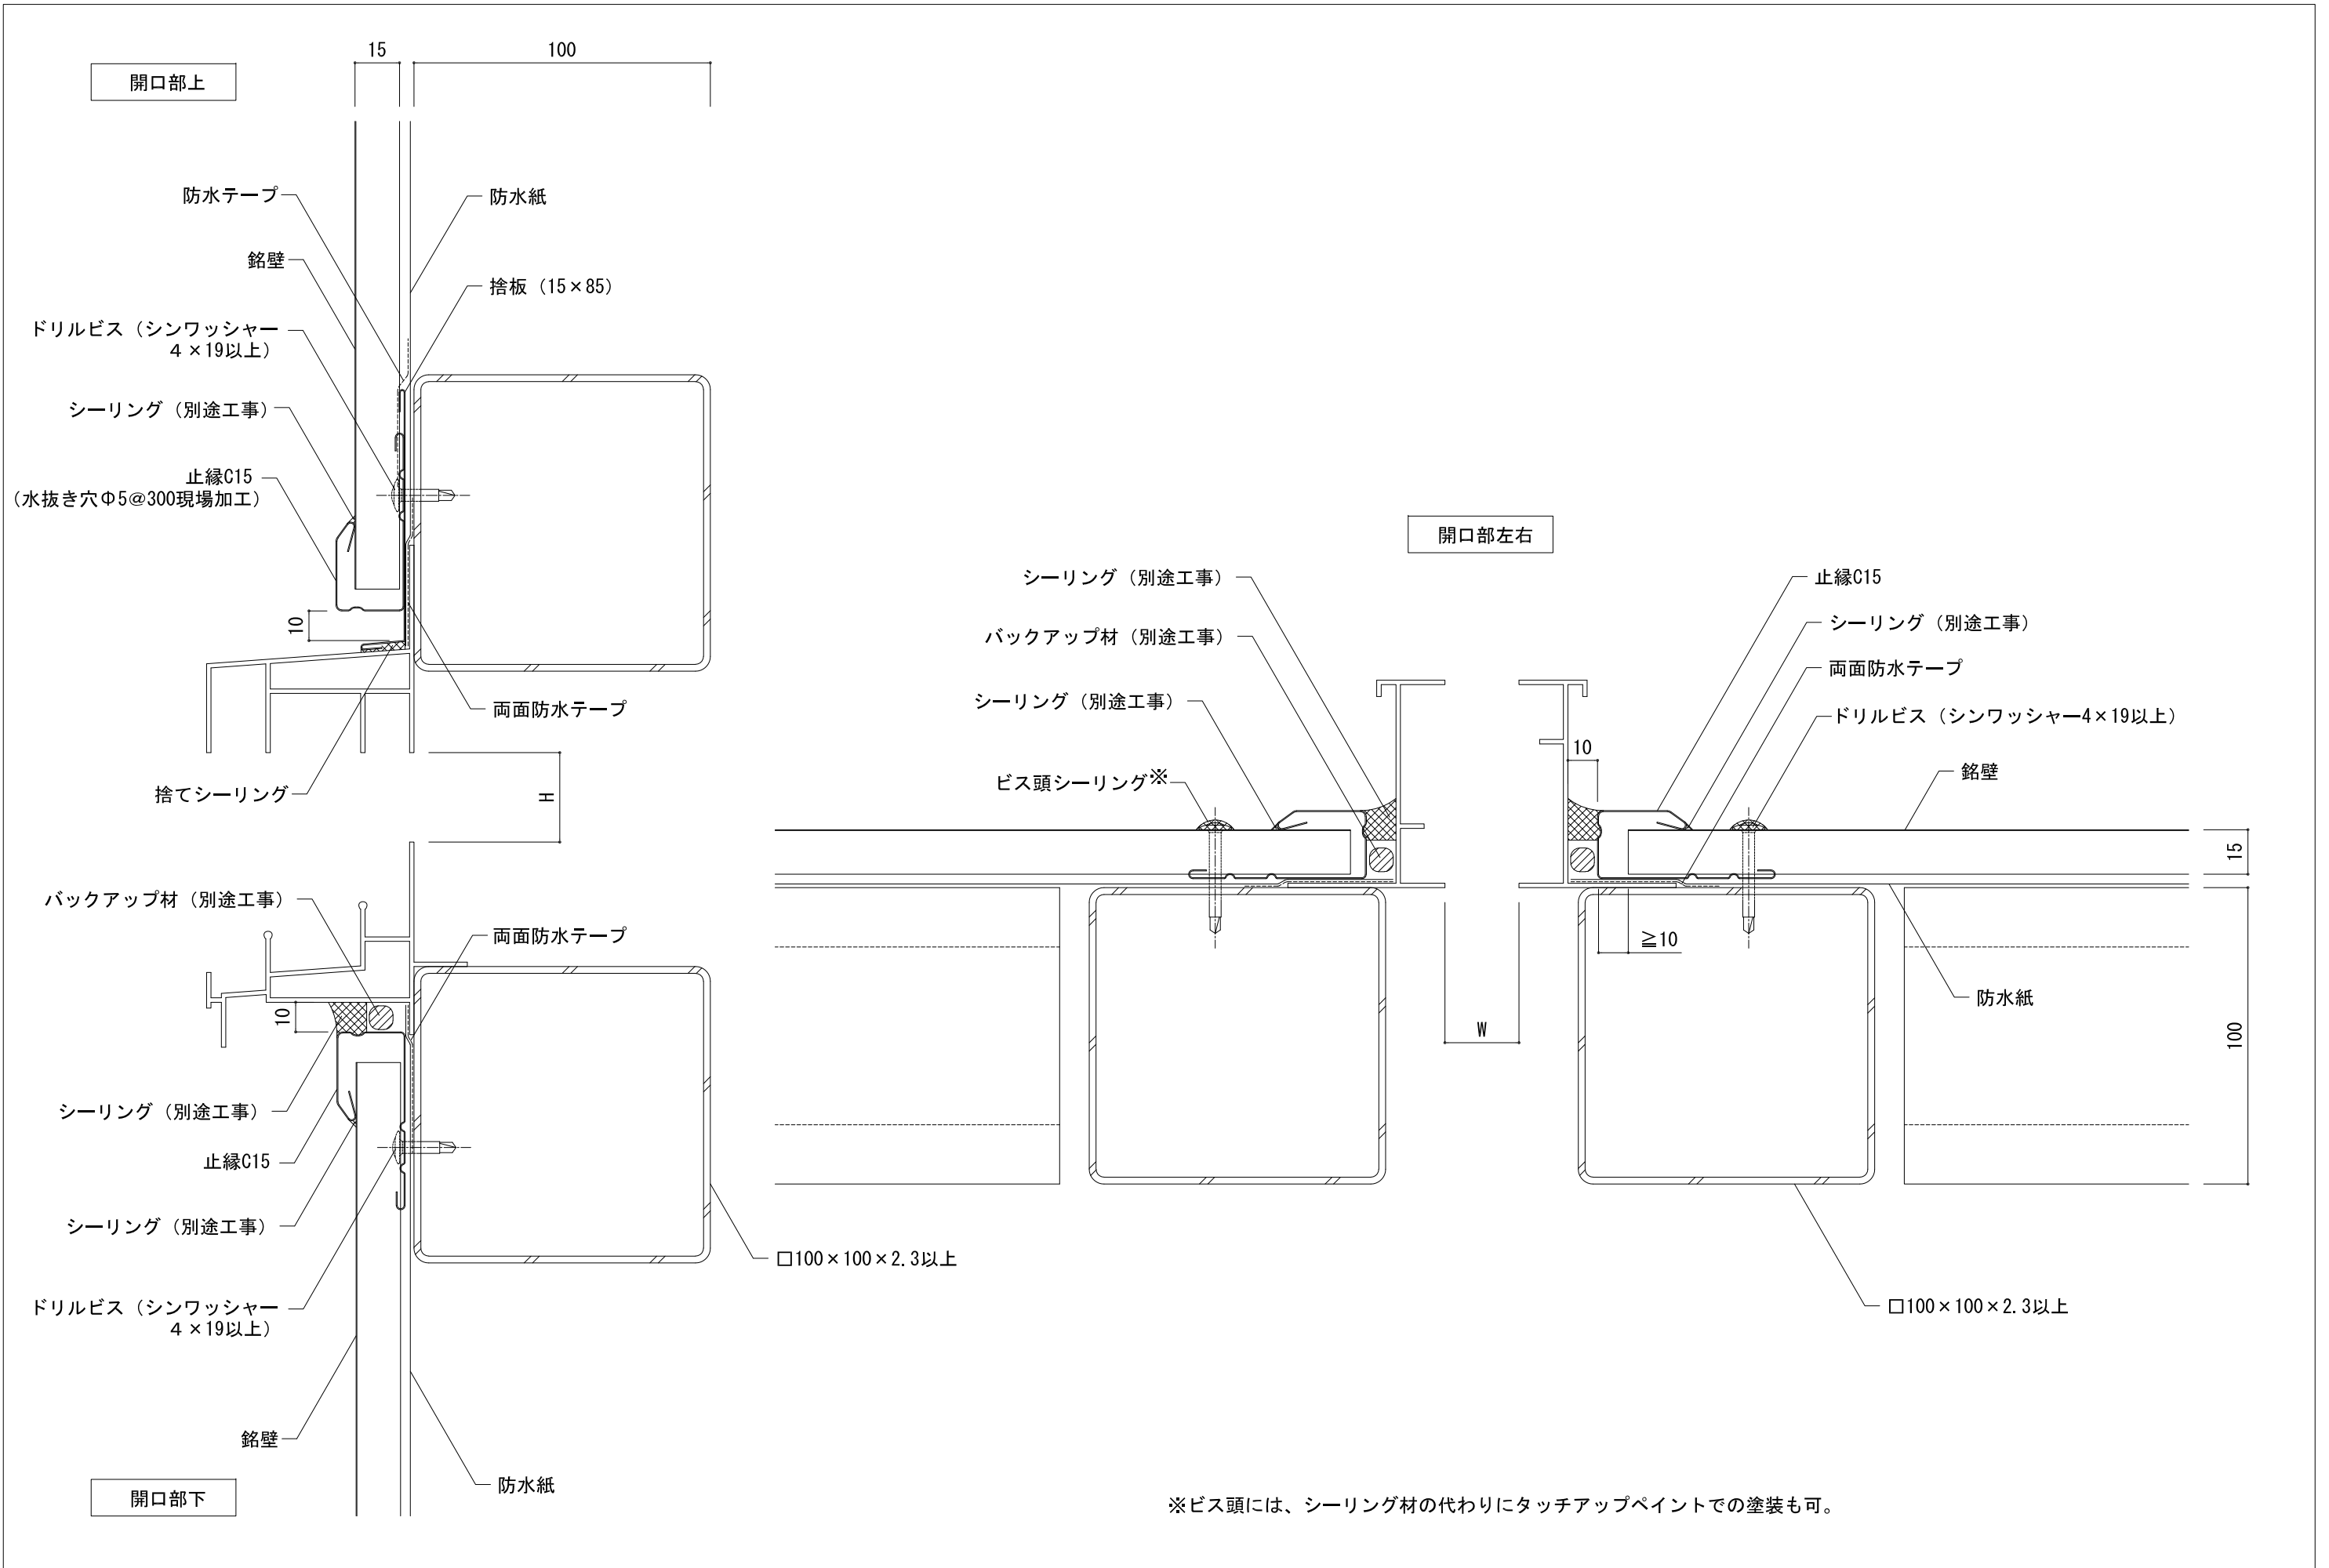 開口部上
15
100
防水テープ
防水紙
銘壁
捨板（15×85）
ドリルビス（シンワッシャー
４×19以上）
シーリング（別途工事）
止縁C15
（水抜き穴Φ5@300現場加工）
10
両面防水テープ
捨てシーリング
H
バックアップ材（別途工事）
両面防水テープ
10
シーリング（別途工事）
止縁C15
シーリング（別途工事）
□100×100×2.3以上
ドリルビス（シンワッシャー
４×19以上）
銘壁
防水紙
開口部下
開口部左右
シーリング（別途工事）
止縁C15
シーリング（別途工事）
バックアップ材（別途工事）
両面防水テープ
シーリング（別途工事）
ドリルビス（シンワッシャー4×19以上）
10
ビス頭シーリング※
銘壁
15
≧10
防水紙
W
100
□100×100×2.3以上
※ビス頭には、シーリング材の代わりにタッチアップペイントでの塗装も可。